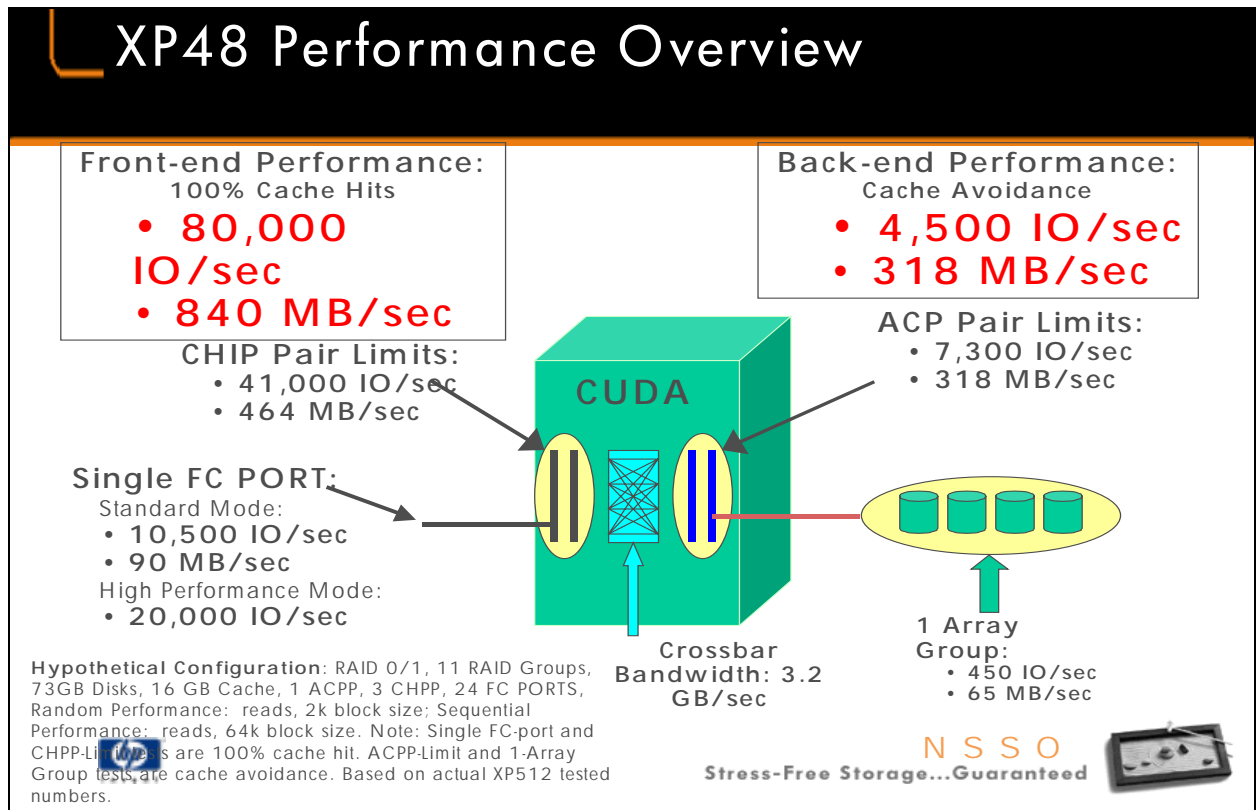 XP48 Performance Overview
Front-end Performance:
100% Cache Hits
• 80,000
IO/sec
• 840 MB/sec
Back-end Performance:
Cache Avoidance
• 4,500 IO/sec
• 318 MB/sec
CHIP Pair Limits:
• 41,000 IO/sec
• 464 MB/sec
ACP Pair Limits:
• 7,300 IO/sec
• 318 MB/sec
CUDA
Single FC PORT:
Standard Mode:
• 10,500 IO/sec
• 90 MB/sec
High Performance Mode:
• 20,000 IO/sec
Crossbar
Bandwidth: 3.2
GB/sec
1 Array
Group:
• 450 IO/sec
• 65 MB/sec
Hypothetical Configuration: RAID 0/1, 11 RAID Groups,
73GB Disks, 16 GB Cache, 1 ACPP, 3 CHPP, 24 FC PORTS,
Random Performance: reads, 2k block size; Sequential
Performance: reads, 64k block size. Note: Single FC-port and
are 100% cache hit. ACPP-Limit and 1-Array
Group tests are cache avoidance. Based on actual XP512 tested
numbers.
hp
NSSO
Stress-Free Storage...Guaranteed